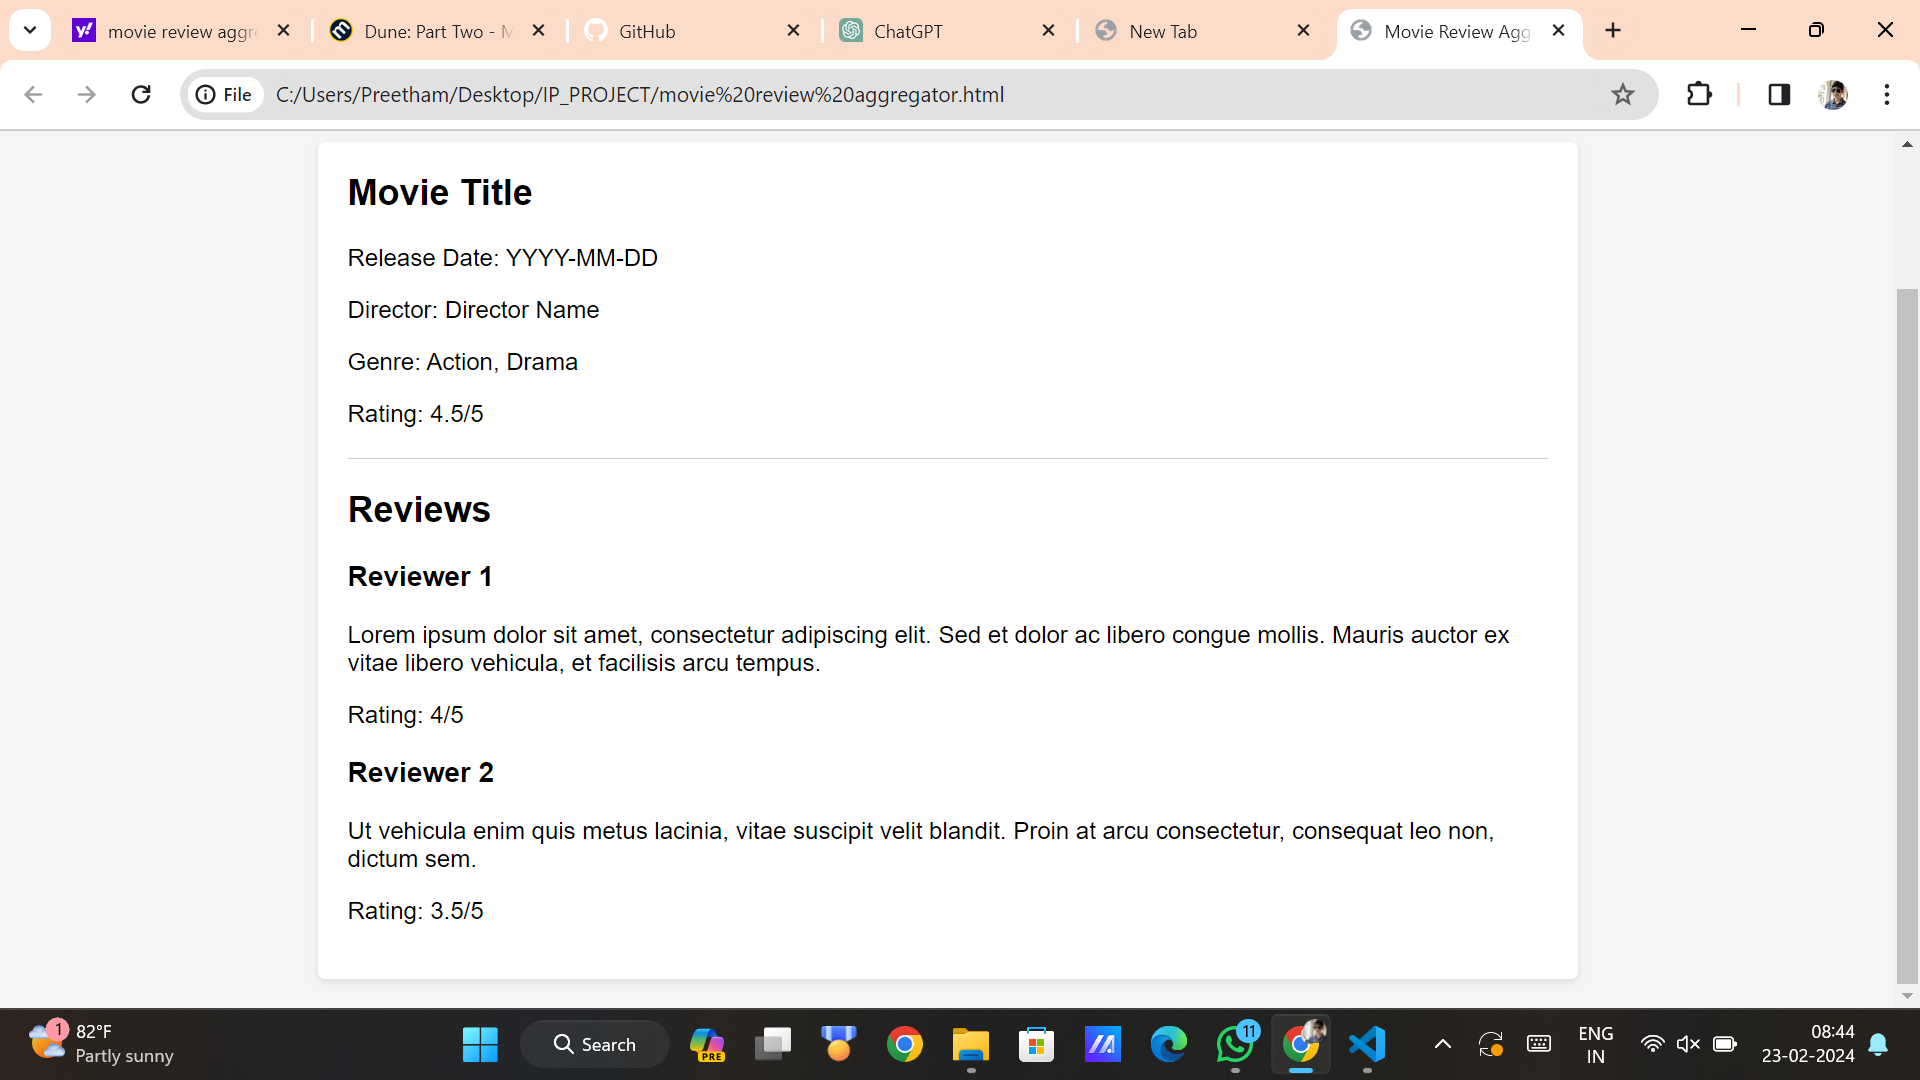 movie review aggre
Dune: Part Two - M
GitHub
ChatGPT
New Tab
Movie Review Agg
File
C:/Users/Preetham/Desktop/IP_PROJECT/movie%20review%20aggregator.html
Movie Title
Release Date: YYYY-MM-DD
Director: Director Name
Genre: Action, Drama
Rating: 4.5/5
Reviews
Reviewer 1
Lorem ipsum dolor sit amet, consectetur adipiscing elit. Sed et dolor ac libero congue mollis. Mauris auctor ex
vitae libero vehicula, et facilisis arcu tempus.
Rating: 4/5
Reviewer 2
Ut vehicula enim quis metus lacinia, vitae suscipit velit blandit. Proin at arcu consectetur, consequat leo non,
dictum sem.
Rating: 3.5/5
1
82°F
Partly sunny
Search
PRE
11
ENG
IN
08:44
23-02-2024